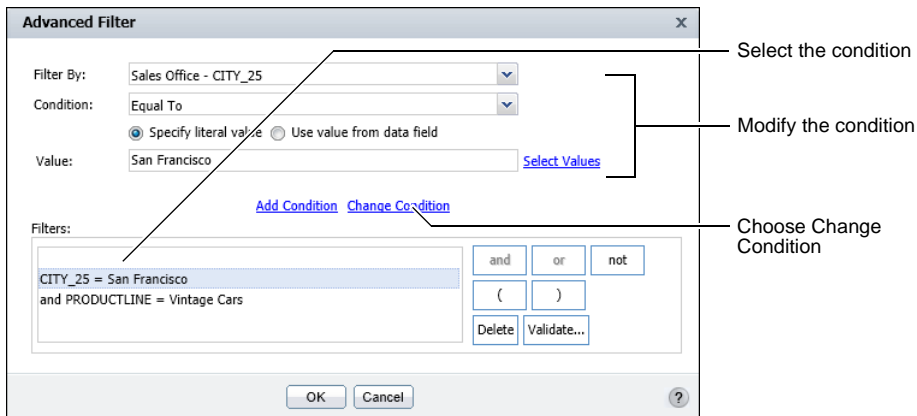 Advanced Filter x
Select the condition
Filter By: Sales Office - CITY_25
Condition: Equal To
Specify literal value Use value from data field
Modify the condition
Value: San Francisco Select Values
Add Condition Change Condition
Choose Change
Condition
Filters:
CITY_25 = San Francisco
and PRODUCTLINE = Vintage Cars
and or not
( )
Delete Validate...
OK Cancel ?